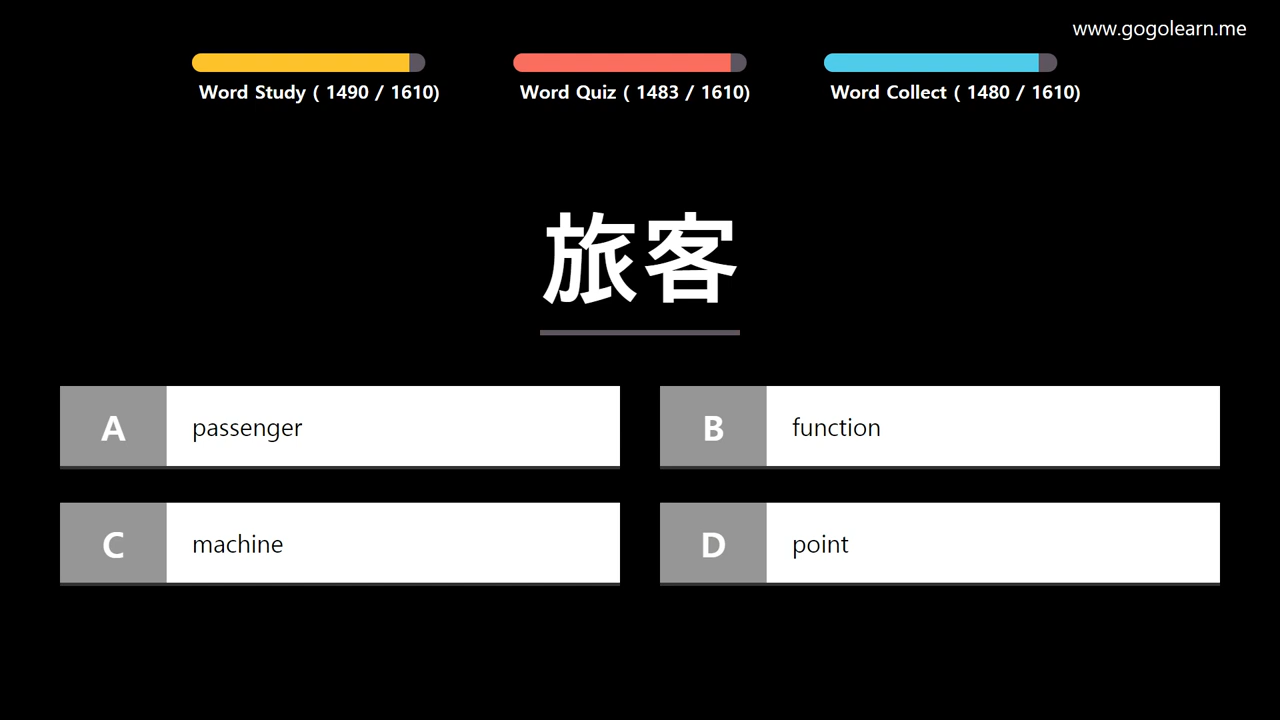 www.gogolearn.me
Word Study ( 1490 / 1610)
Word Quiz ( 1483 / 1610)
Word Collect ( 1480 / 1610)
旅客
A passenger
B function
C machine
D point